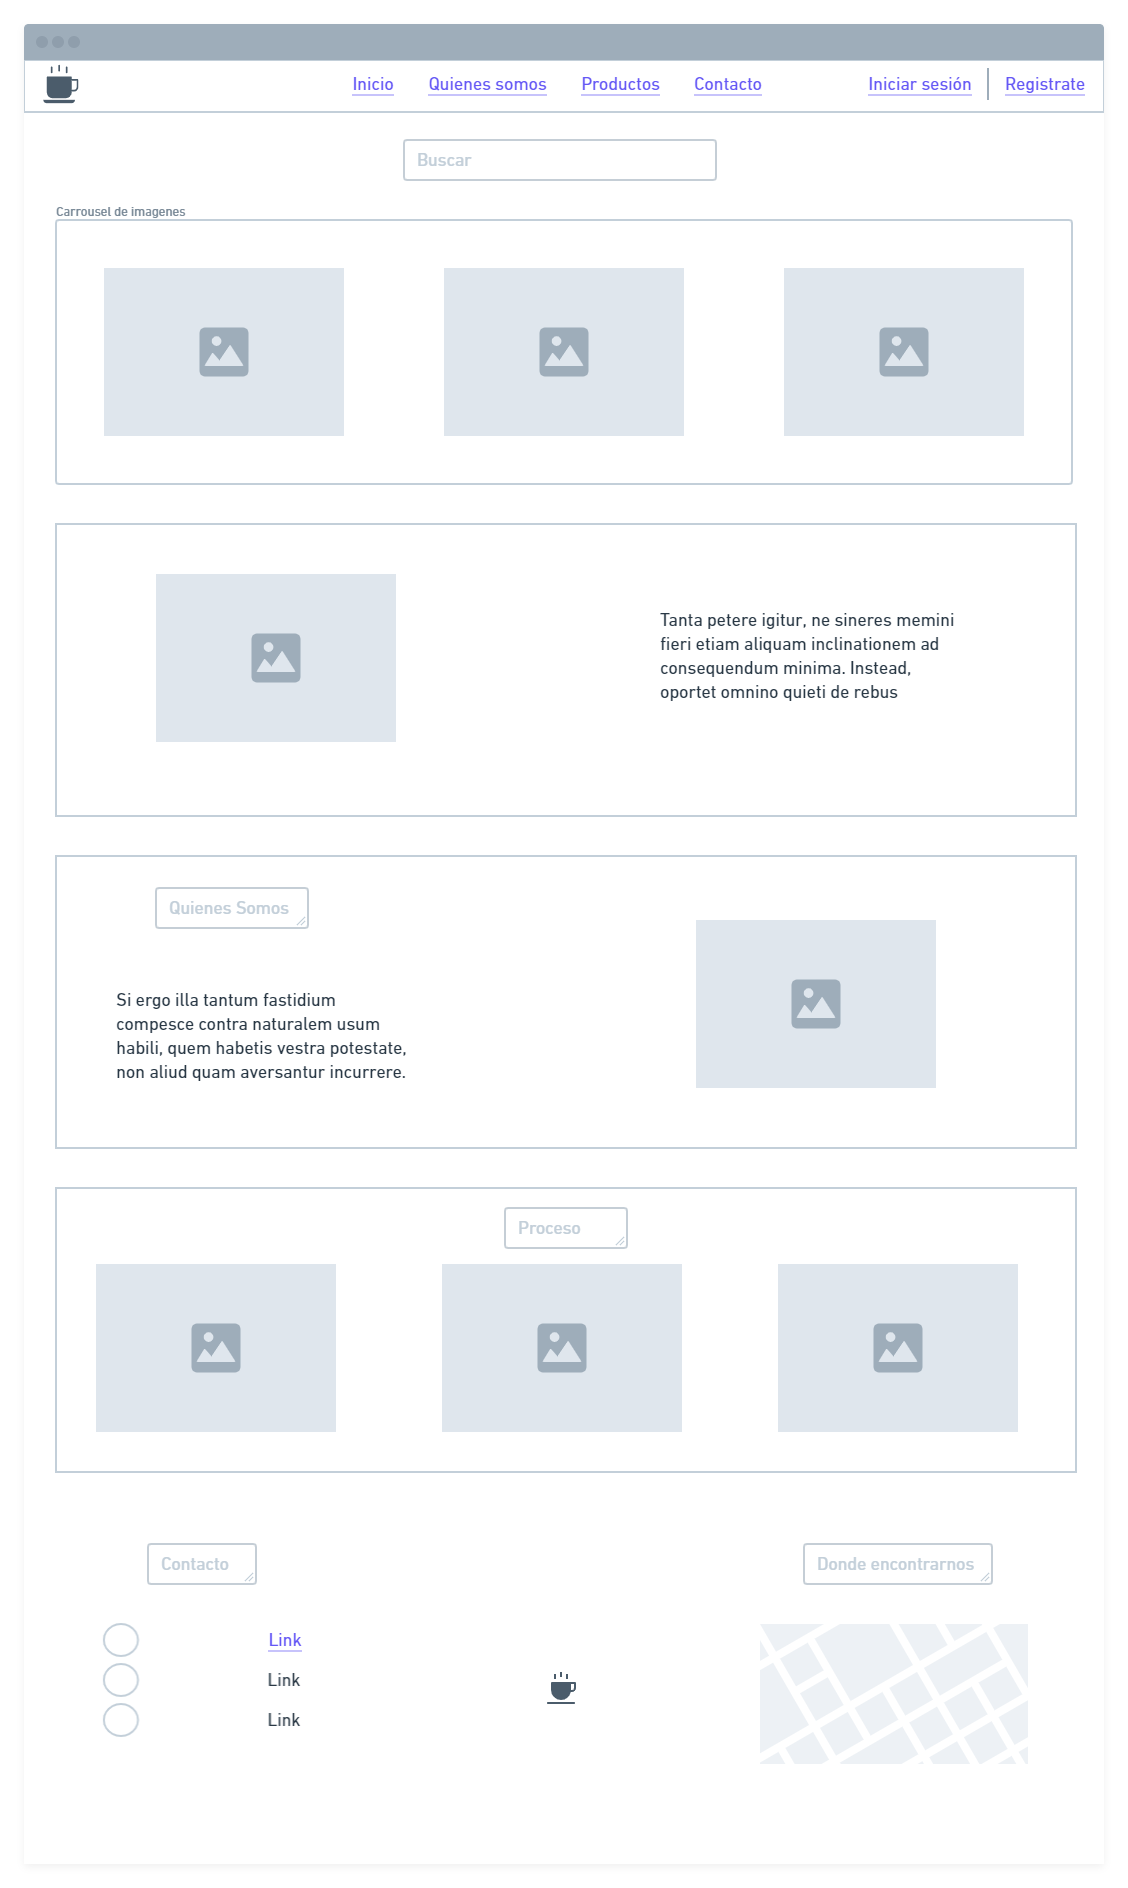 Inicio
Quienes somos
Productos
Contacto
Iniciar sesión
Registrate
Buscar
Carrousel de imagenes
Tanta petere igitur, ne sineres memini
fieri etiam aliquam inclinationem ad
consequendum minima. Instead,
oportet omnino quieti de rebus
Quienes Somos
Si ergo illa tantum fastidium
compesce contra naturalem usum
habili, quem habetis vestra potestate,
non aliud quam aversantur incurrere.
Proceso
Contacto
Donde encontrarnos
Link
Link
Link